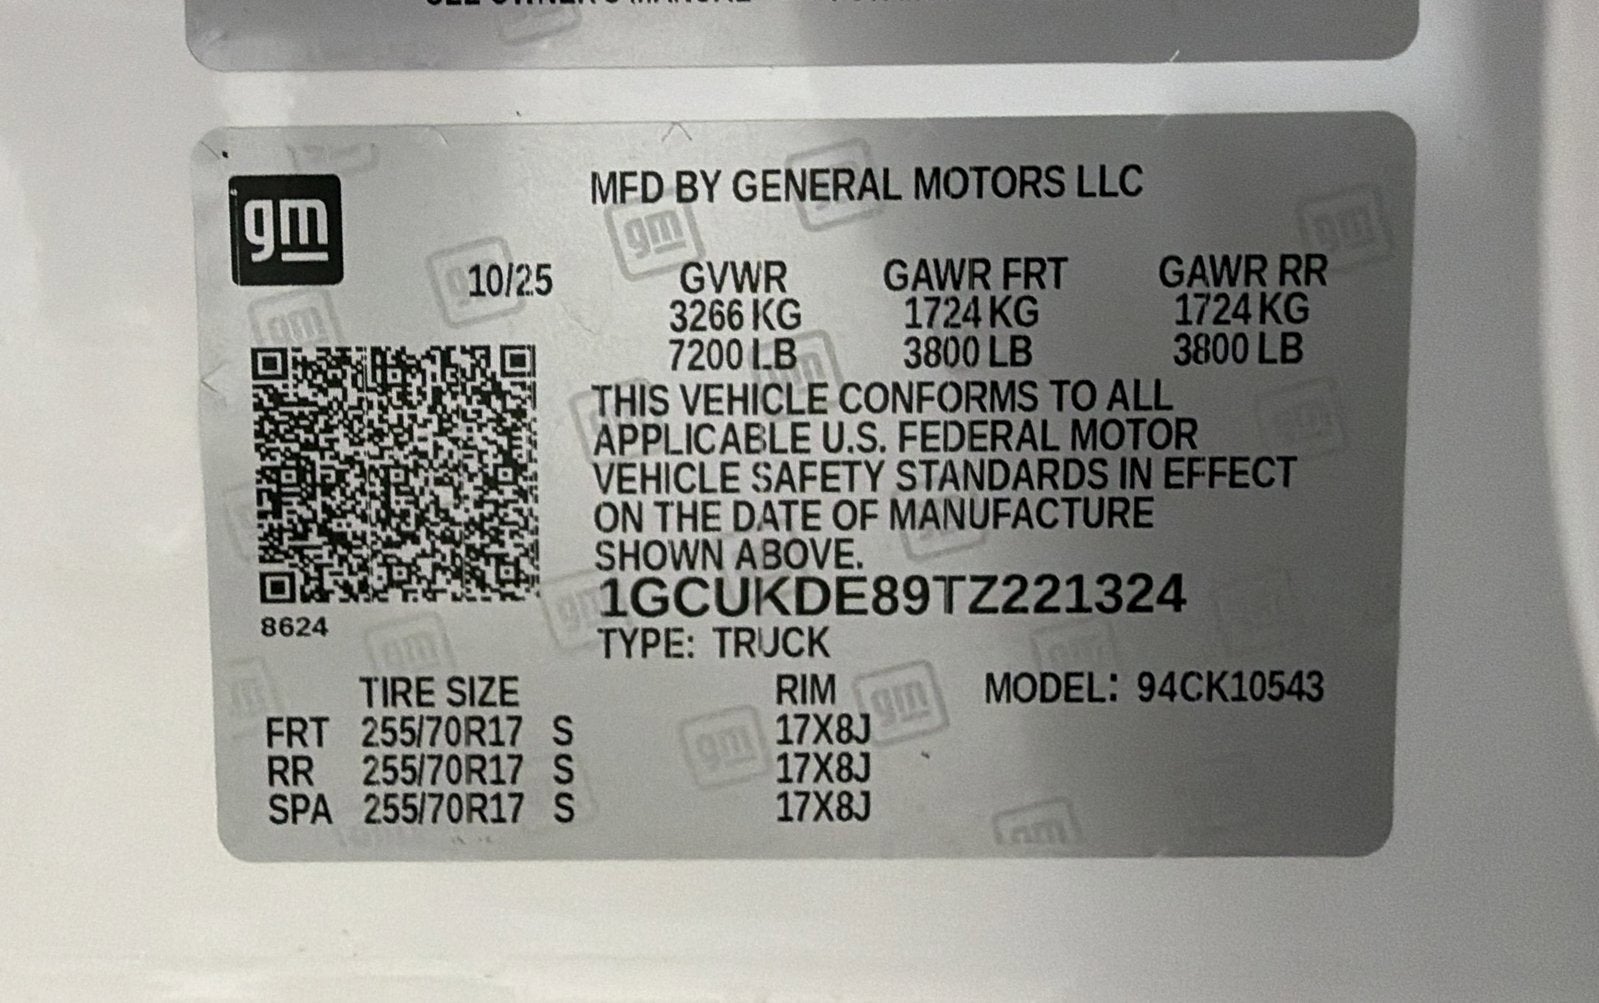 SEE OWNER'S MANUAL
MFD BY GENERAL MOTORS LLC
gm
10/25
GVWR GAWR FRT GAWR RR
3266 KG 1724 KG 1724 KG
7200 LB 3800 LB 3800 LB
THIS VEHICLE CONFORMS TO ALL
APPLICABLE U.S. FEDERAL MOTOR
VEHICLE SAFETY STANDARDS IN EFFECT
ON THE DATE OF MANUFACTURE
SHOWN ABOVE.
1GCUKDE89TZ221324
8624
TYPE: TRUCK
TIRE SIZE RIM MODEL: 94CK10543
FRT 255/70R17 S 17X8J
RR 255/70R17 S 17X8J
SPA 255/70R17 S 17X8J